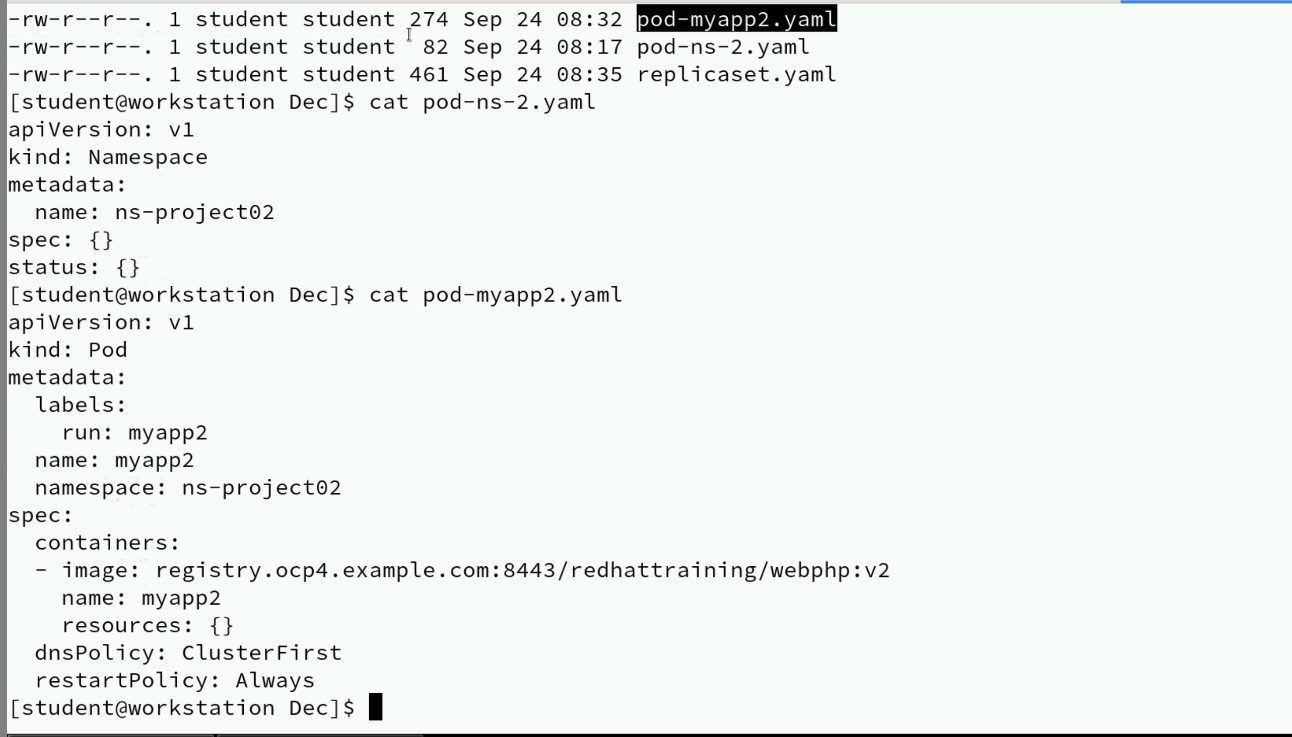 -rw-r--r--. 1 student student 274 Sep 24 08:32 pod-myapp2.yaml
-rw-r--r--. 1 student student  82 Sep 24 08:17 pod-ns-2.yaml
-rw-r--r--. 1 student student 461 Sep 24 08:35 replicaset.yaml
[student@workstation Dec]$ cat pod-ns-2.yaml
apiVersion: v1
kind: Namespace
metadata:
  name: ns-project02
spec: {}
status: {}
[student@workstation Dec]$ cat pod-myapp2.yaml
apiVersion: v1
kind: Pod
metadata:
  labels:
    run: myapp2
  name: myapp2
  namespace: ns-project02
spec:
  containers:
  - image: registry.ocp4.example.com:8443/redhattraining/webphp:v2
    name: myapp2
    resources: {}
  dnsPolicy: ClusterFirst
  restartPolicy: Always
[student@workstation Dec]$